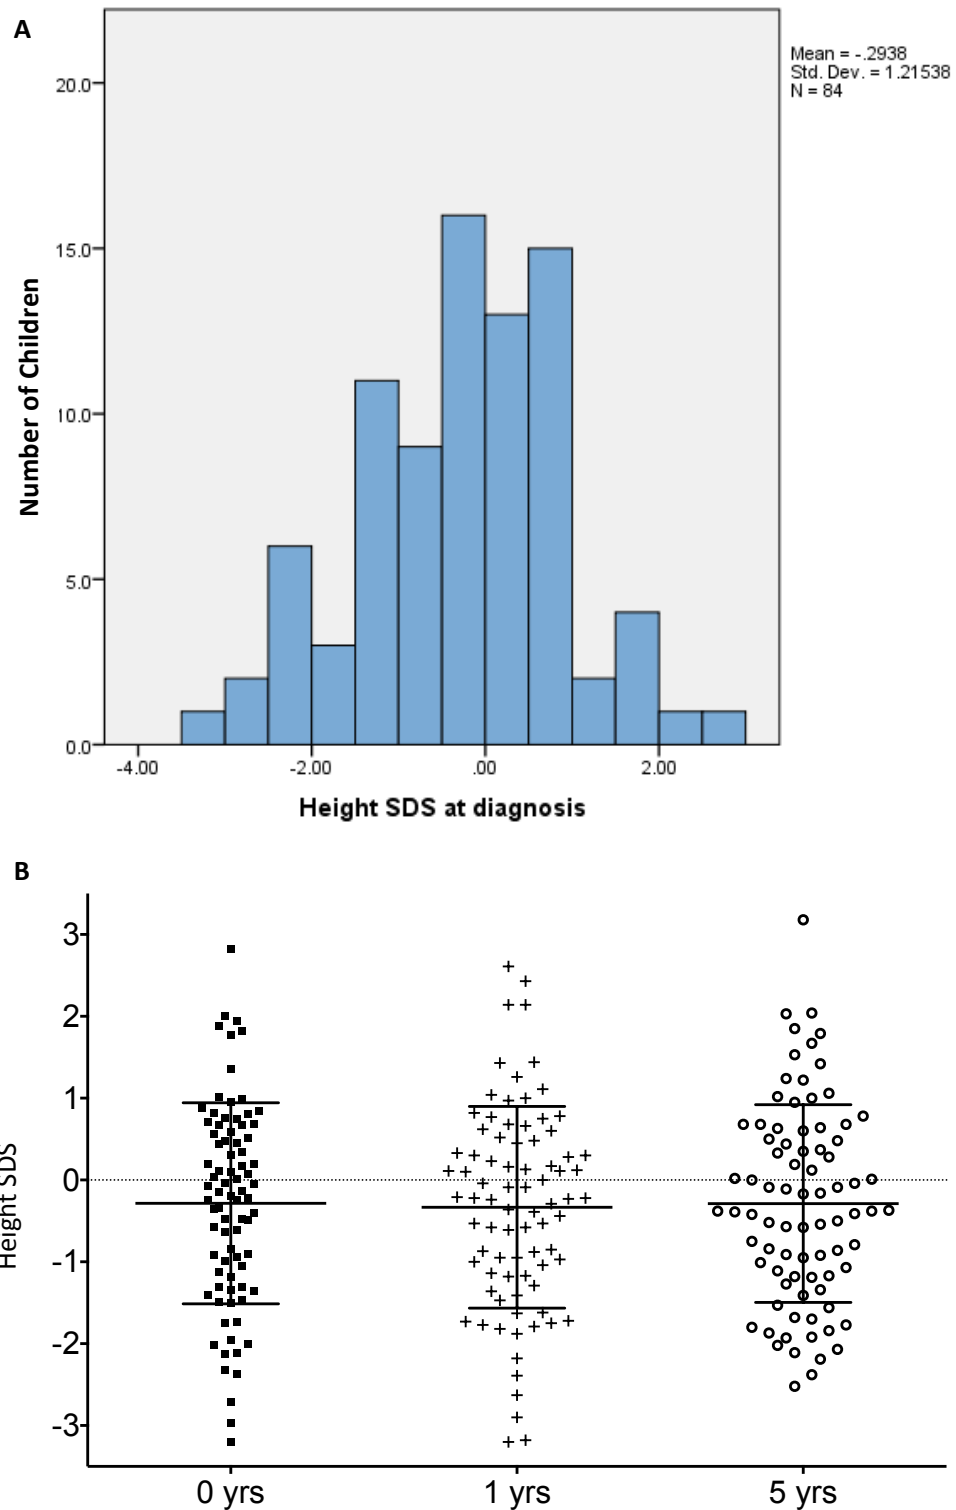 A
Mean = -.2938
Std. Dev. = 1.21538
N = 84
20.0
15.0
10.0
5.0
0.0
Number of Children
-4.00 -2.00 .00 2.00
Height SDS at diagnosis
B
3
2
1
0
-1
-2
-3
Height SDS
0 yrs 1 yrs 5 yrs